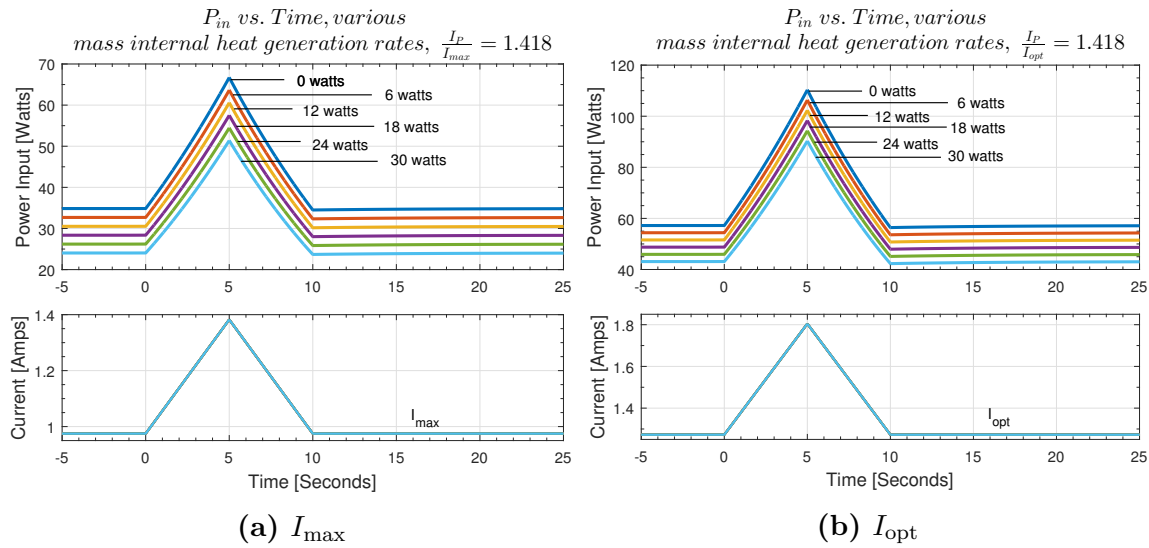 P_in vs. Time, various
mass internal heat generation rates, I_P/I_max = 1.418
70
60
50
40
30
20
Power Input [Watts]
0 watts
6 watts
12 watts
18 watts
24 watts
30 watts
-5 0 5 10 15 20 25
1.4
1.2
1
Current [Amps]
I_max
-5 0 5 10 15 20 25
Time [Seconds]
(a) I_max
P_in vs. Time, various
mass internal heat generation rates, I_P/I_opt = 1.418
120
100
80
60
40
Power Input [Watts]
0 watts
6 watts
12 watts
18 watts
24 watts
30 watts
-5 0 5 10 15 20 25
1.8
1.6
1.4
Current [Amps]
I_opt
-5 0 5 10 15 20 25
Time [Seconds]
(b) I_opt